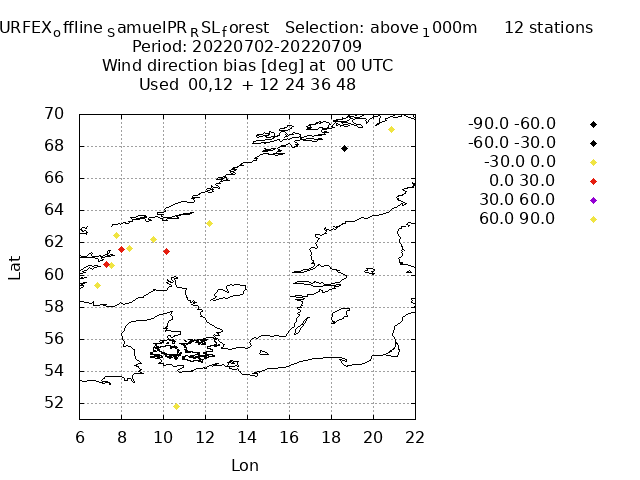 URFEXoffline SamuelPRRSLforest Selection: above1000m 12 stations
Period: 20220702-20220709
Wind direction bias [deg] at 00 UTC
Used 00,12 + 12 24 36 48
-90.0 -60.0
-60.0 -30.0
-30.0 0.0
0.0 30.0
30.0 60.0
60.0 90.0
70
68
66
64
62
60
58
56
54
52
Lat
6 8 10 12 14 16 18 20 22
Lon